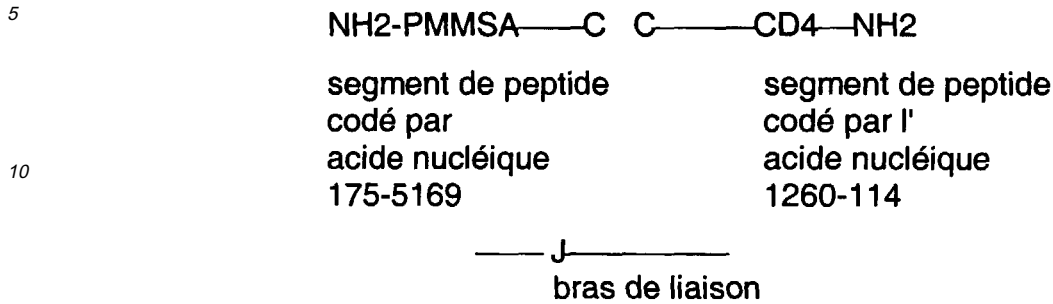 5
NH2-PMMSA——C C———CD4—NH2
segment de peptide
codé par
acide nucléique
175-5169
segment de peptide
codé par l'
acide nucléique
1260-114
10
—— J————
bras de liaison